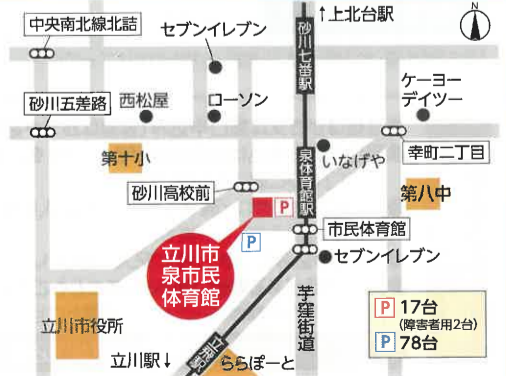 中央南北線北詰
セブンイレブン
↑上北台駅
N
砂川七番駅
ケーヨー
デイツー
砂川五差路
西松屋
ローソン
第十小
いなげや
幸町二丁目
泉体育館駅
砂川高校前
第八中
P
市民体育館
P
セブンイレブン
立川市
泉市民
体育館
芋窪街道
立川市役所
P 17台
(障害者用2台)
P 78台
立飛駅
立川駅↓
ららぽーと